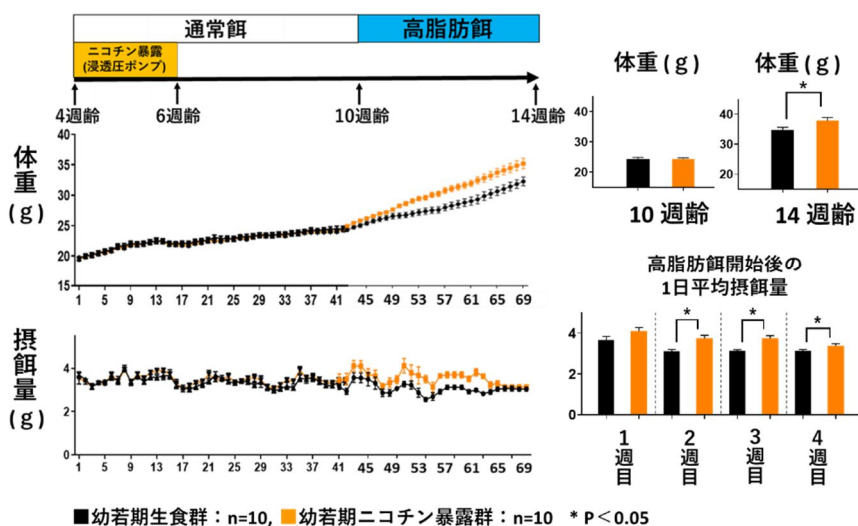 通常餌
高脂肪餌
ニコチン暴露
(浸透圧ポンプ)
4週齢
6週齢
10週齢
14週齢
体重
(g)
40
35
30
25
20
15
1 5 9 13 17 21 25 29 33 37 41 45 49 53 57 61 65 69
摂餌量
(g)
4
2
0
1 5 9 13 17 21 25 29 33 37 41 45 49 53 57 61 65 69
体重(g)
40
30
20
10 週齢
体重(g)
*
40
30
20
14 週齢
高脂肪餌開始後の
1日平均摂餌量
* * *
4
2
0
1週目
2週目
3週目
4週目
■幼若期生食群：n=10, ■幼若期ニコチン暴露群：n=10 * P＜0.05